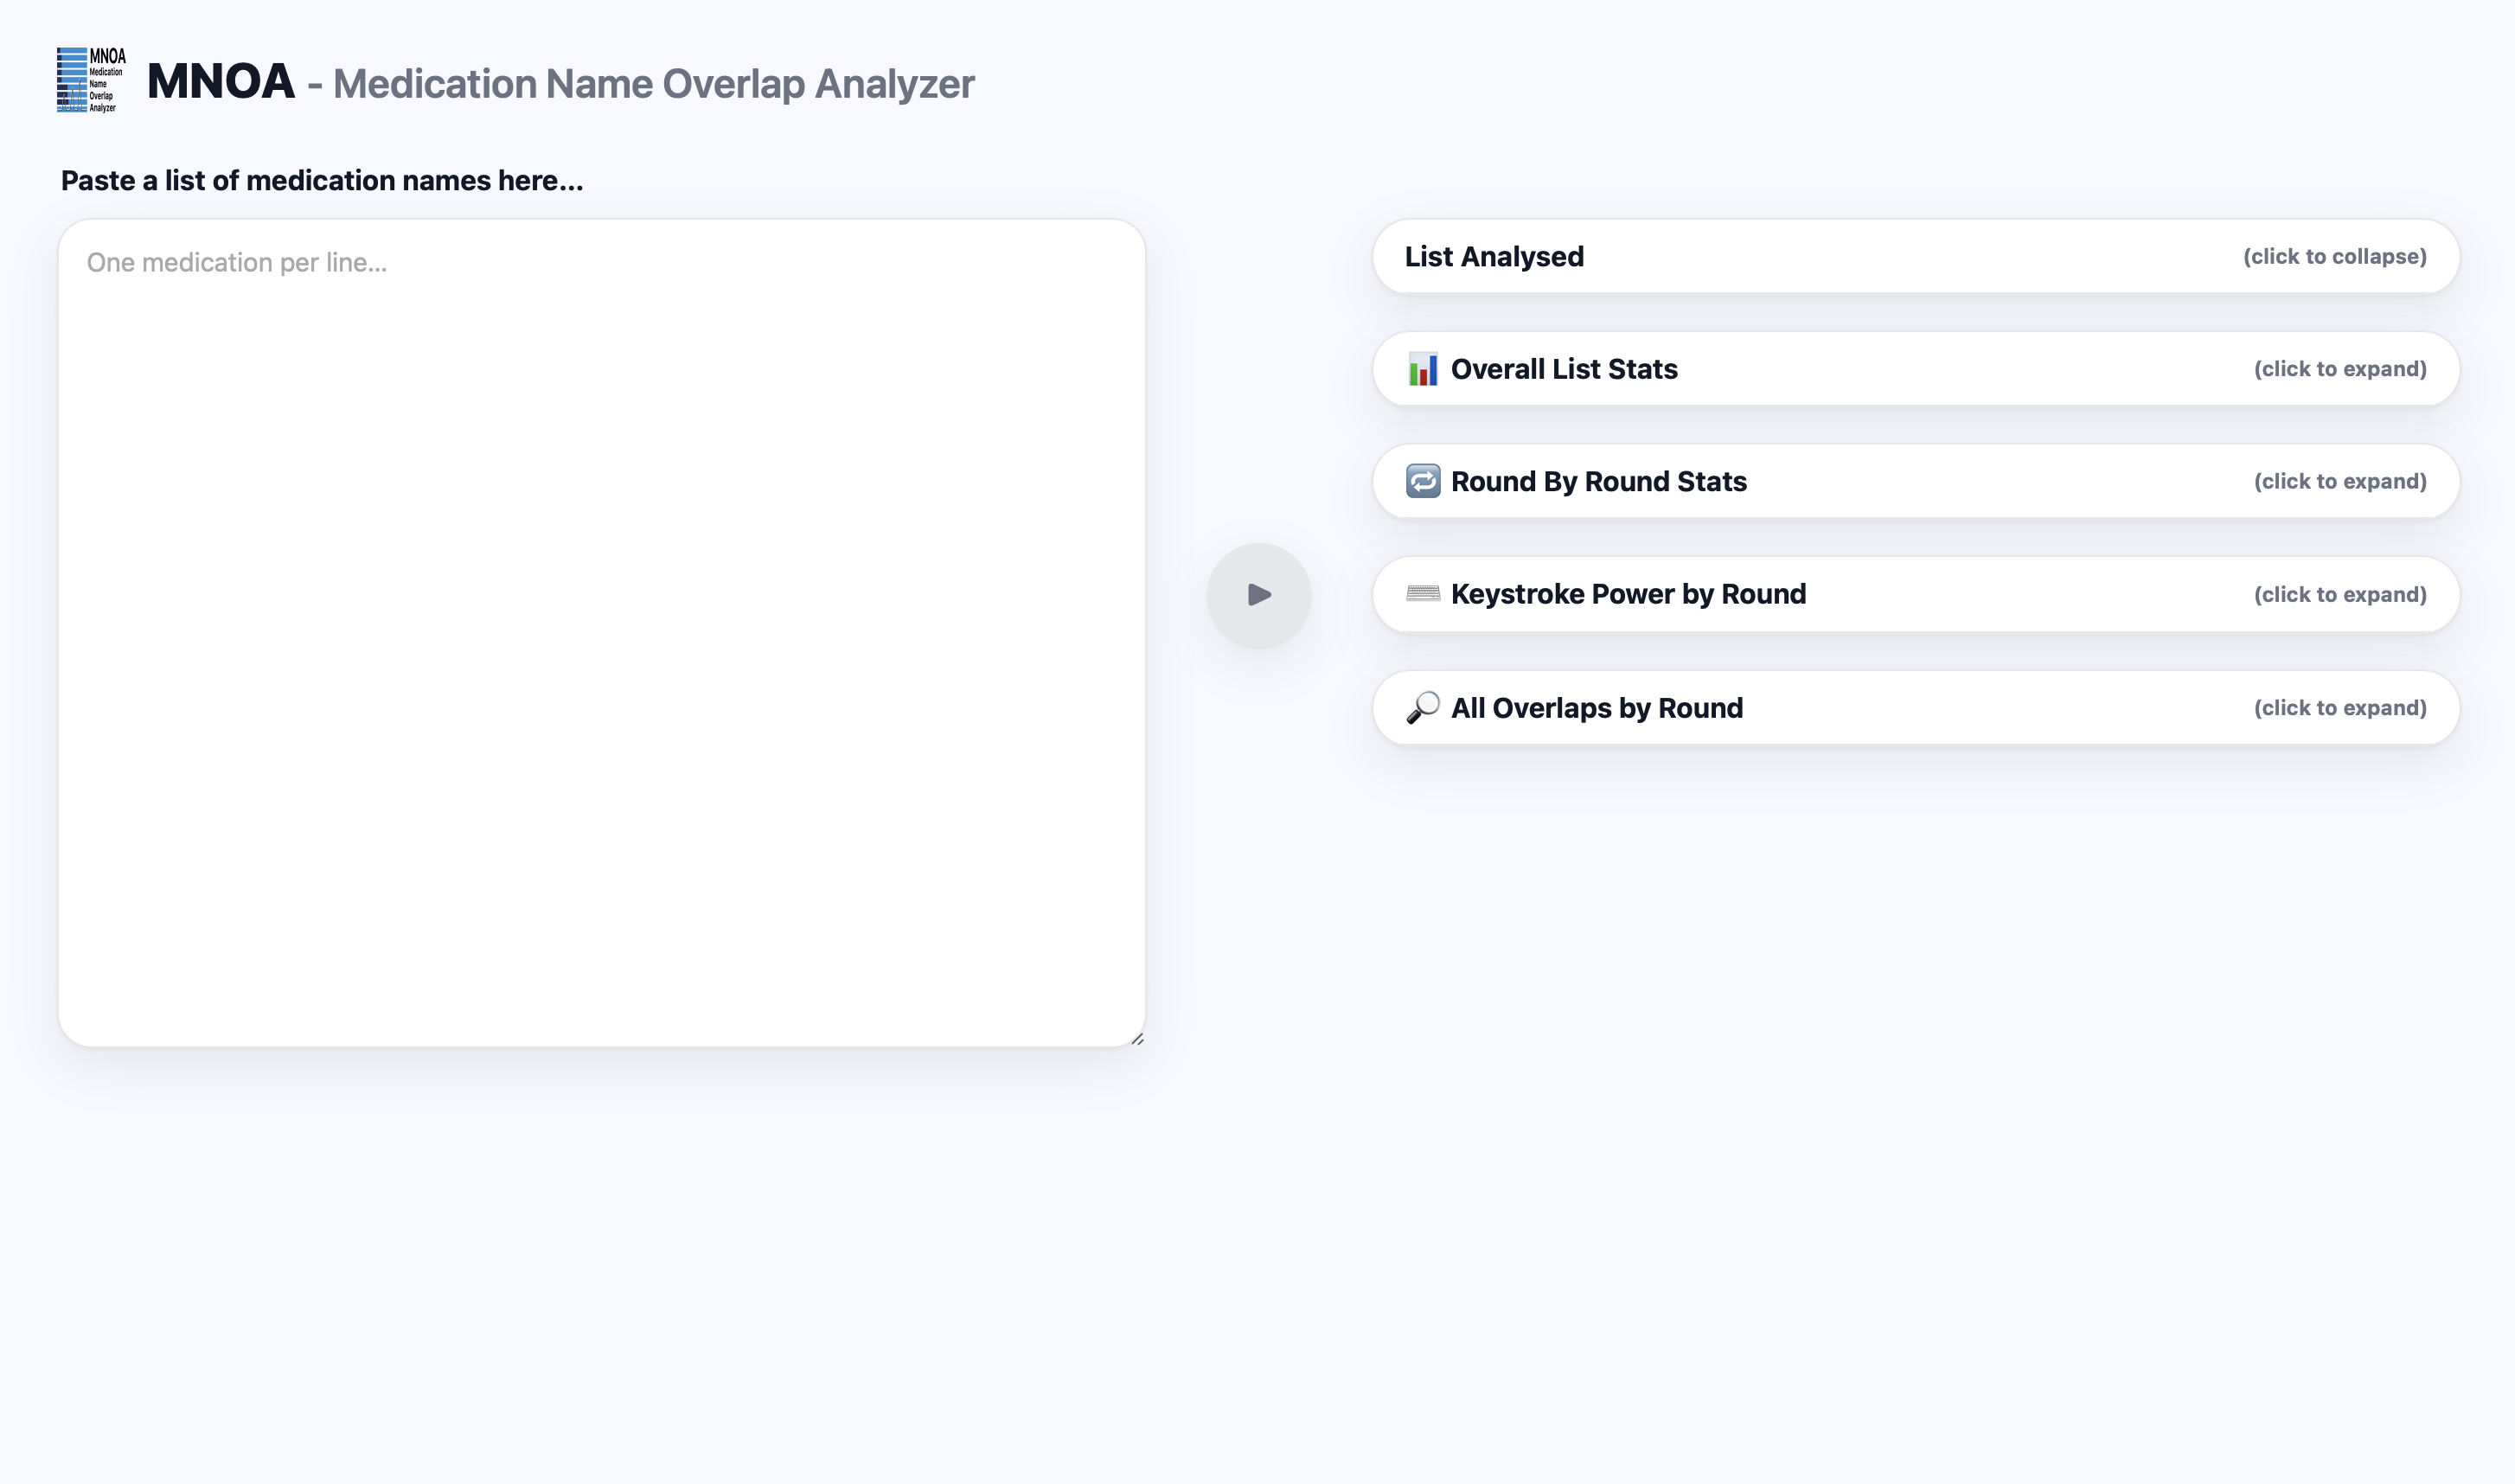 MNOA
Medication
Name
Overlap
Analyzer
MNOA - Medication Name Overlap Analyzer
Paste a list of medication names here...
One medication per line...
List Analysed (click to collapse)
Overall List Stats (click to expand)
Round By Round Stats (click to expand)
Keystroke Power by Round (click to expand)
All Overlaps by Round (click to expand)